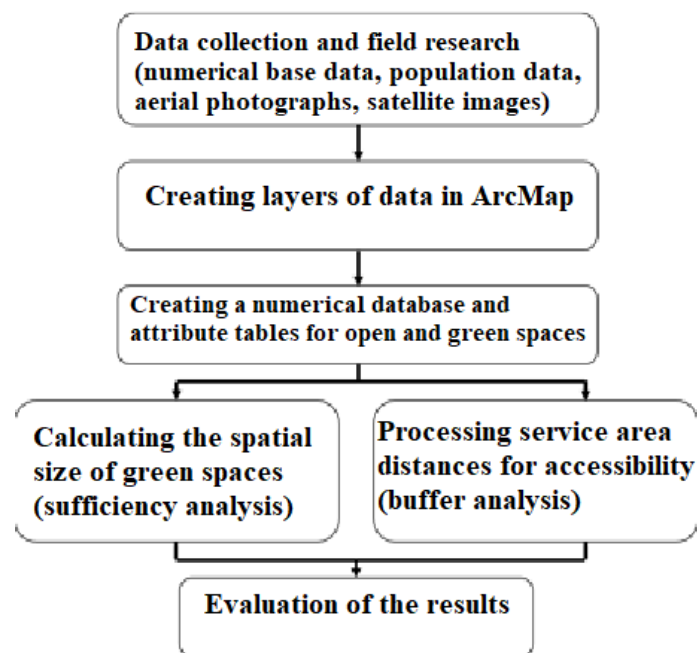 Data collection and field research
(numerical base data, population data,
aerial photographs, satellite images)
Creating layers of data in ArcMap
Creating a numerical database and
attribute tables for open and green spaces
Calculating the spatial
size of green spaces
(sufficiency analysis)
Processing service area
distances for accessibility
(buffer analysis)
Evaluation of the results